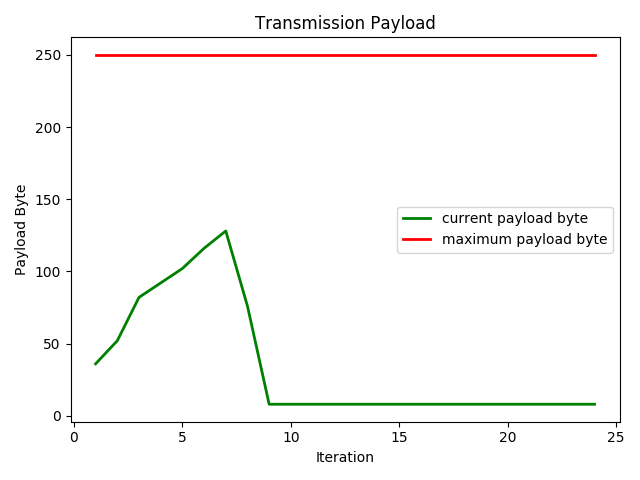 Transmission Payload
250
200
150
100
50
0
Payload Byte
current payload byte
maximum payload byte
0 5 10 15 20 25
Iteration